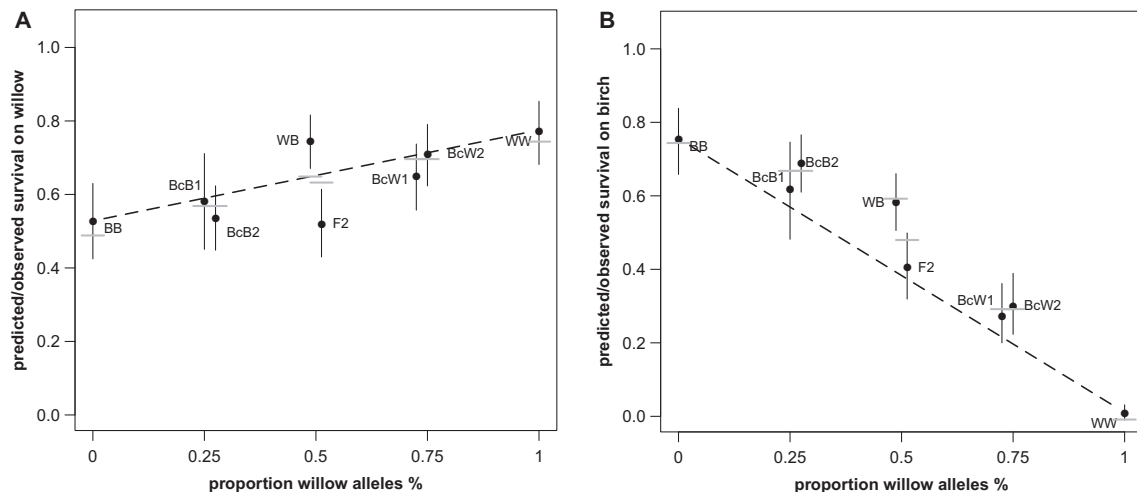 A
predicted/observed survival on willow
1.0
0.8
0.6
0.4
0.2
0.0
BB
BcB1
BcB2
WB
F2
BcW1
BcW2
WW
0
0.25
0.5
0.75
1
proportion willow alleles %
B
predicted/observed survival on birch
1.0
0.8
0.6
0.4
0.2
0.0
BB
BcB1
BcB2
WB
F2
BcW1
BcW2
WW
0
0.25
0.5
0.75
1
proportion willow alleles %